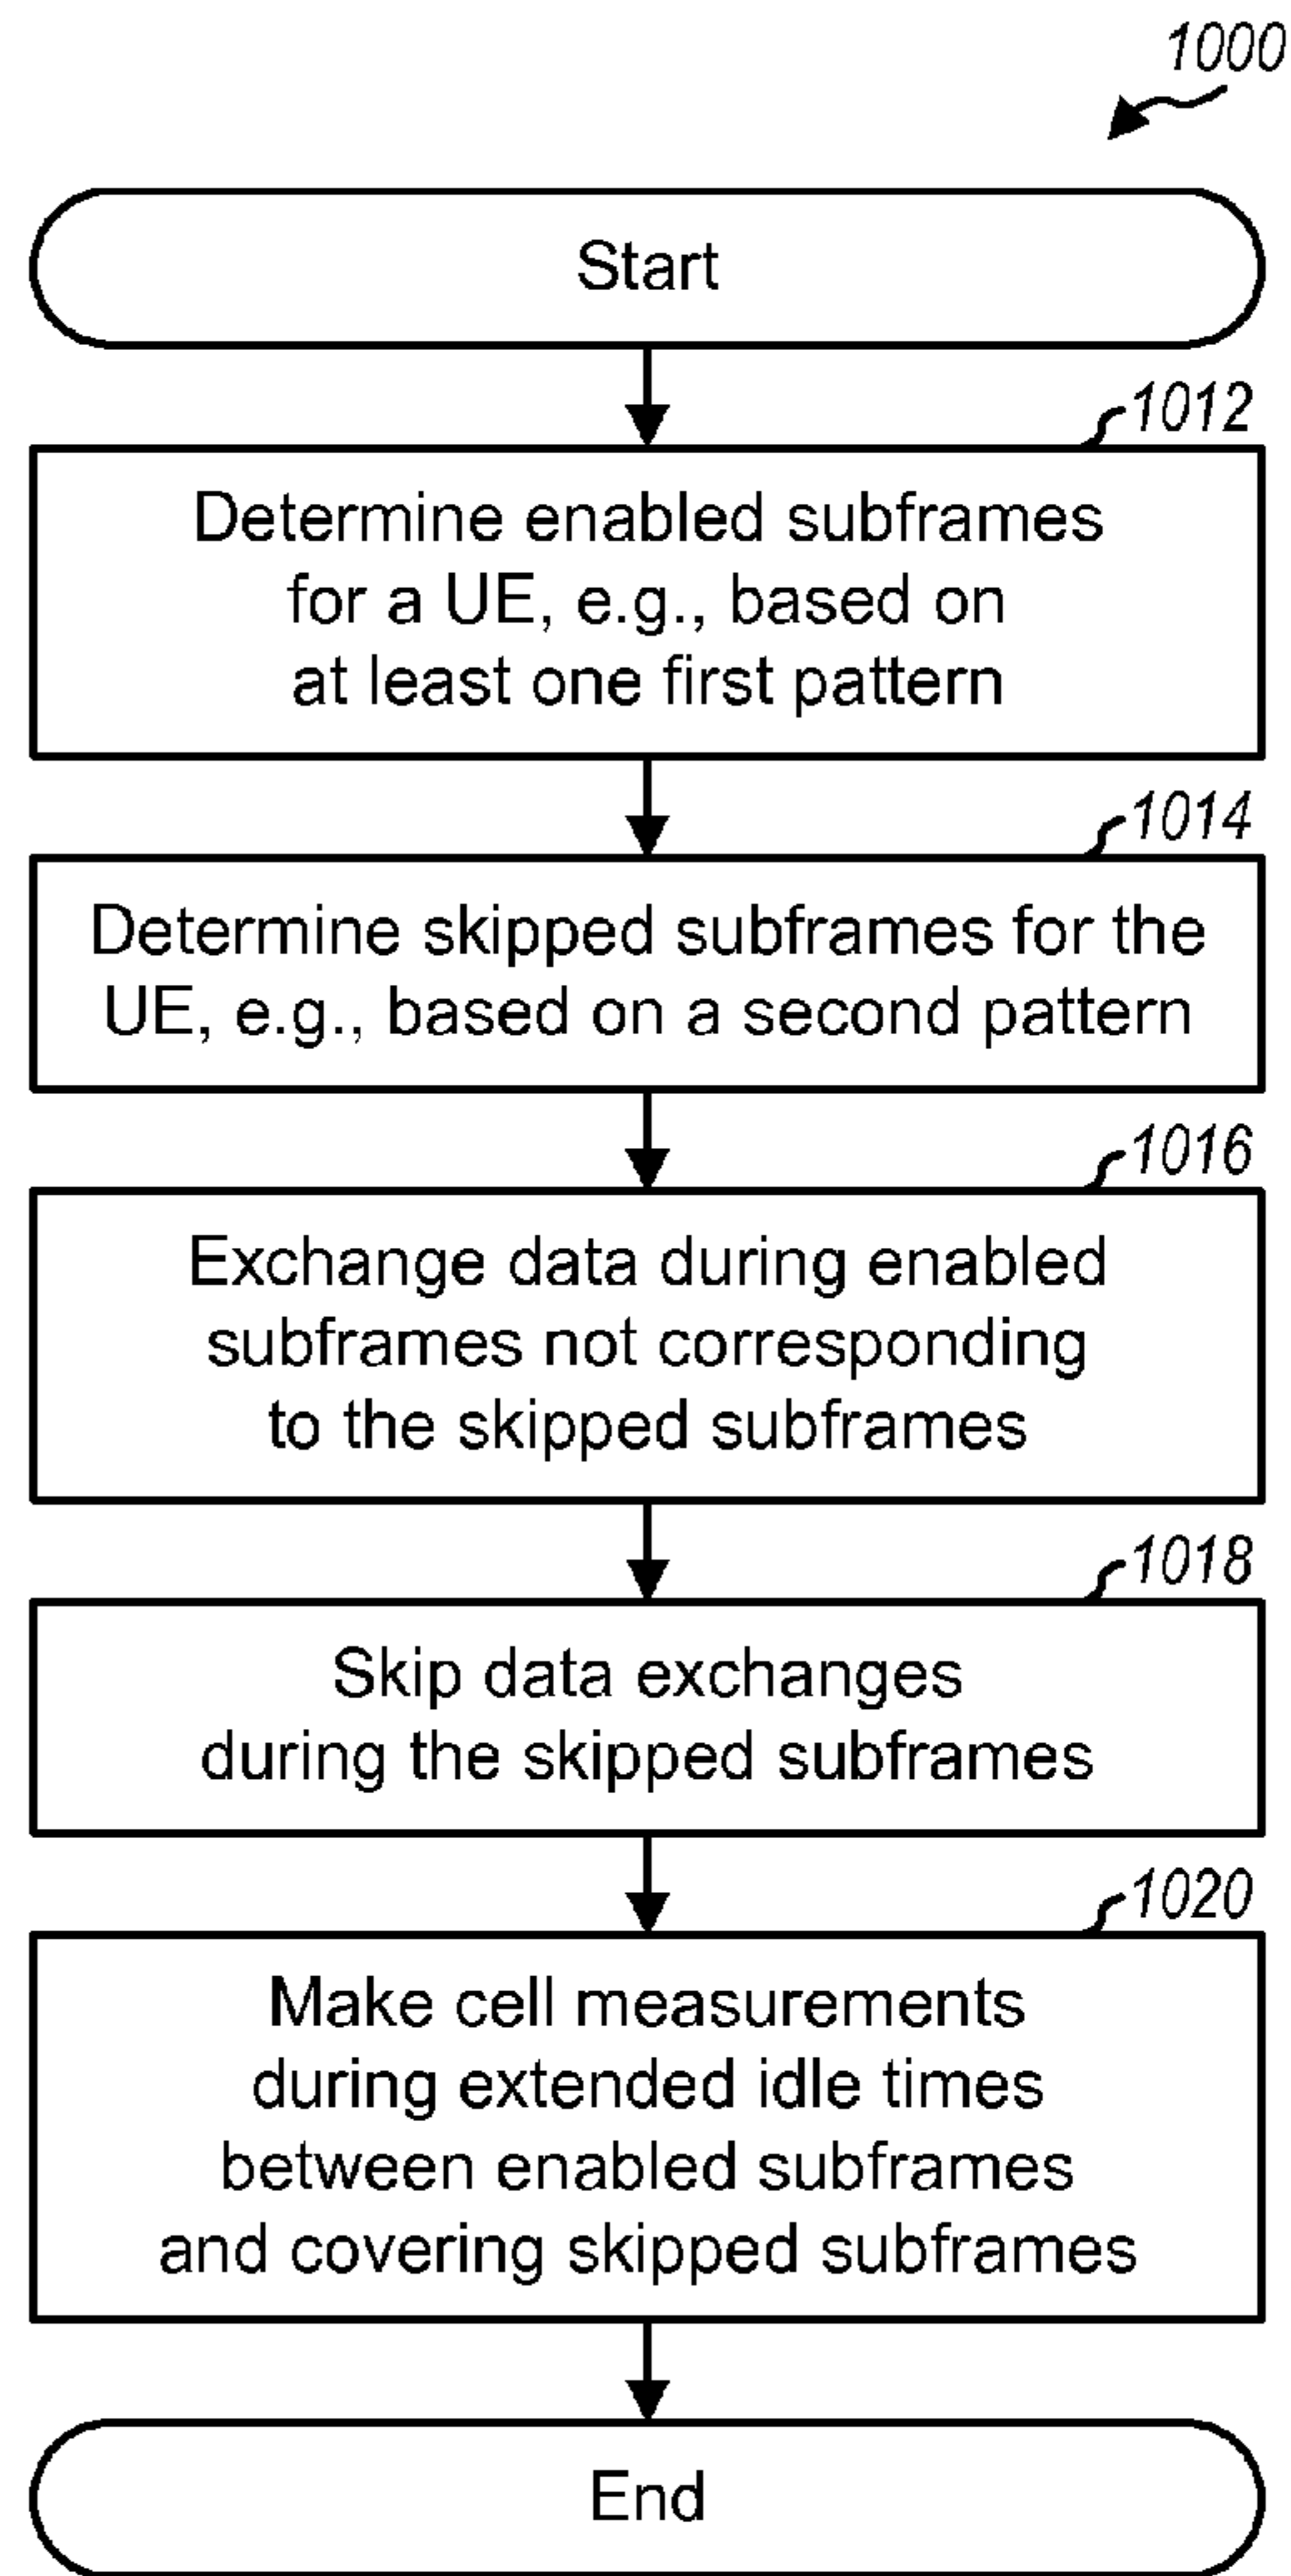 1000
Start
1012
Determine enabled subframes
for a UE, e.g., based on
at least one first pattern
1014
Determine skipped subframes for the
UE, e.g., based on a second pattern
1016
Exchange data during enabled
subframes not corresponding
to the skipped subframes
1018
Skip data exchanges
during the skipped subframes
1020
Make cell measurements
during extended idle times
between enabled subframes
and covering skipped subframes
End